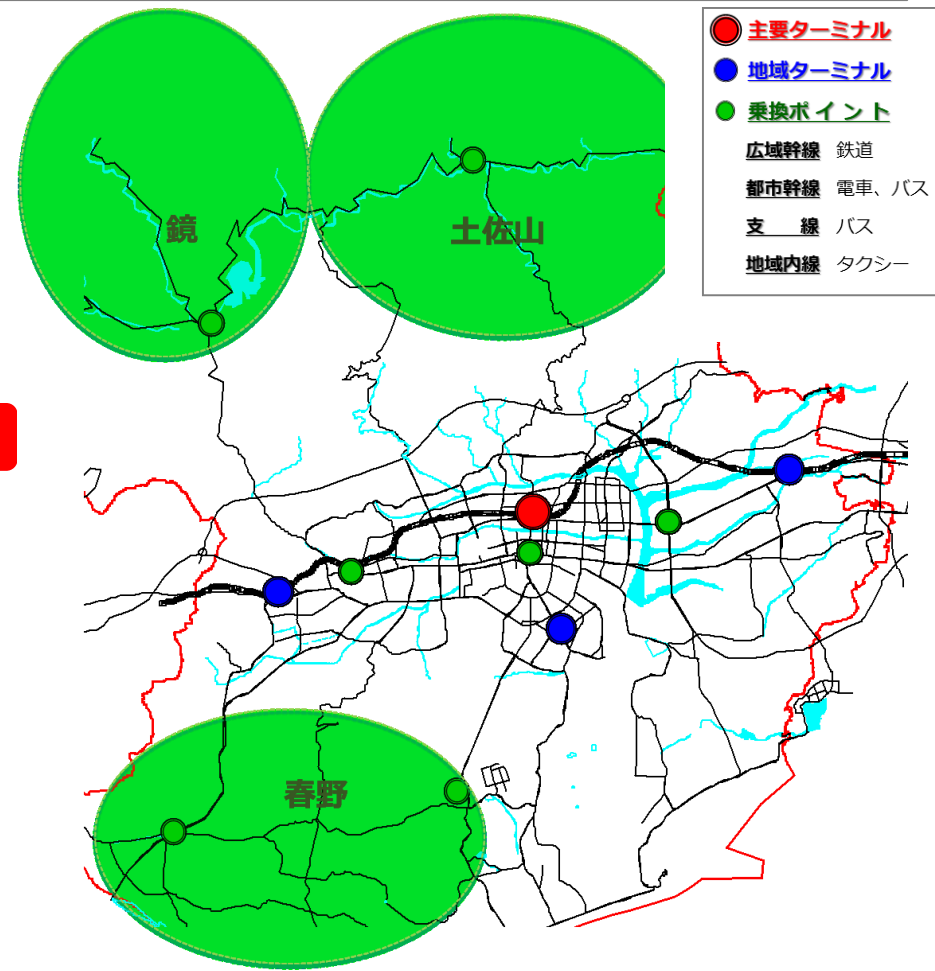 主要ターミナル
地域ターミナル
乗換ポイント
広域幹線 鉄道
都市幹線 電車、バス
支 線 バス
地域内線 タクシー
鏡
土佐山
春野